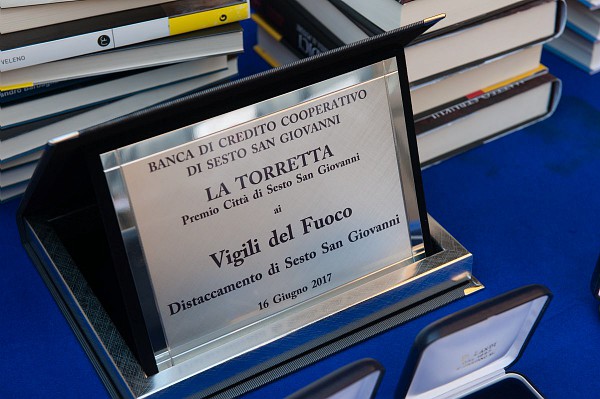 VELENO
BANCA DI CREDITO COOPERATIVO
DI SESTO SAN GIOVANNI
LA TORRETTA
Premio Città di Sesto San Giovanni
ai
Vigili del Fuoco
Distaccamento di Sesto San Giovanni
16 Giugno 2017